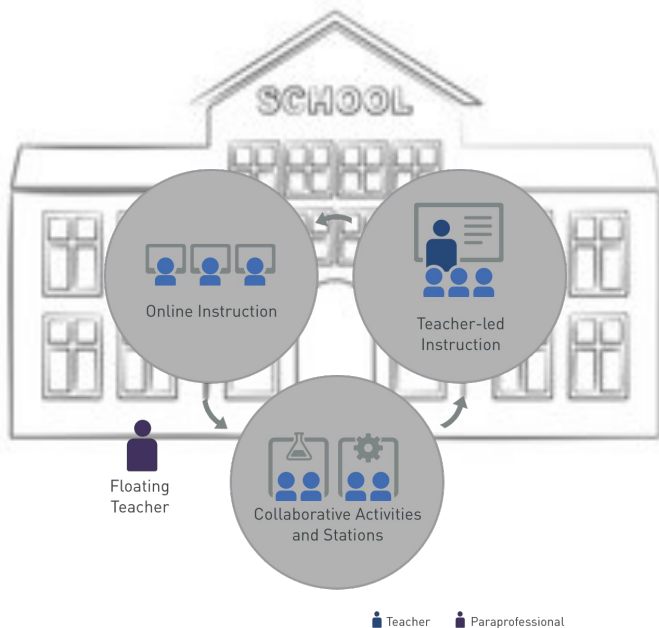 SCHOOL
Online Instruction
Teacher-led
Instruction
Floating
Teacher
Collaborative Activities
and Stations
Teacher
Paraprofessional